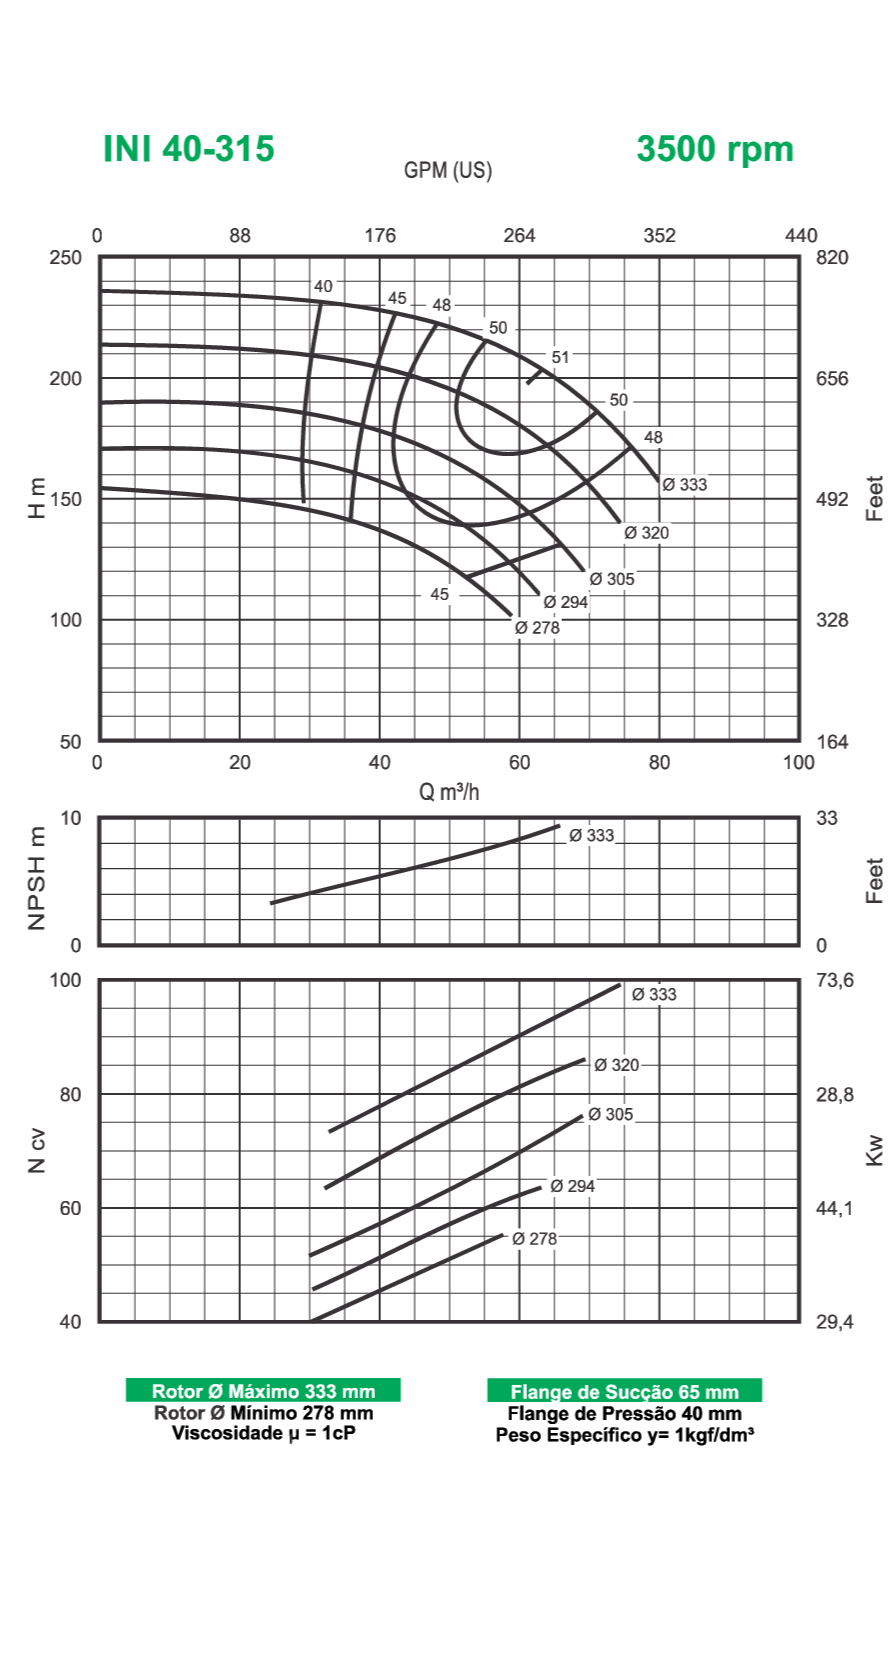 INI 40-315 3500 rpm
GPM (US)
0 88 176 264 352 440
250 820
40
45 48
50
51
200 656
50
48
Ø 333
H m 150 492 Feet
Ø 320
Ø 305
45 Ø 294
100 328
Ø 278
50 164
0 20 40 60 80 100
Q m³/h
10 33
Ø 333
NPSH m Feet
0 0
100 73,6
Ø 333
Ø 320
80 28,8
Ø 305
N cv Kw
Ø 294
60 44,1
Ø 278
40 29,4
Rotor Ø Máximo 333 mm
Rotor Ø Mínimo 278 mm
Viscosidade µ = 1cP
Flange de Sucção 65 mm
Flange de Pressão 40 mm
Peso Específico y= 1kgf/dm³